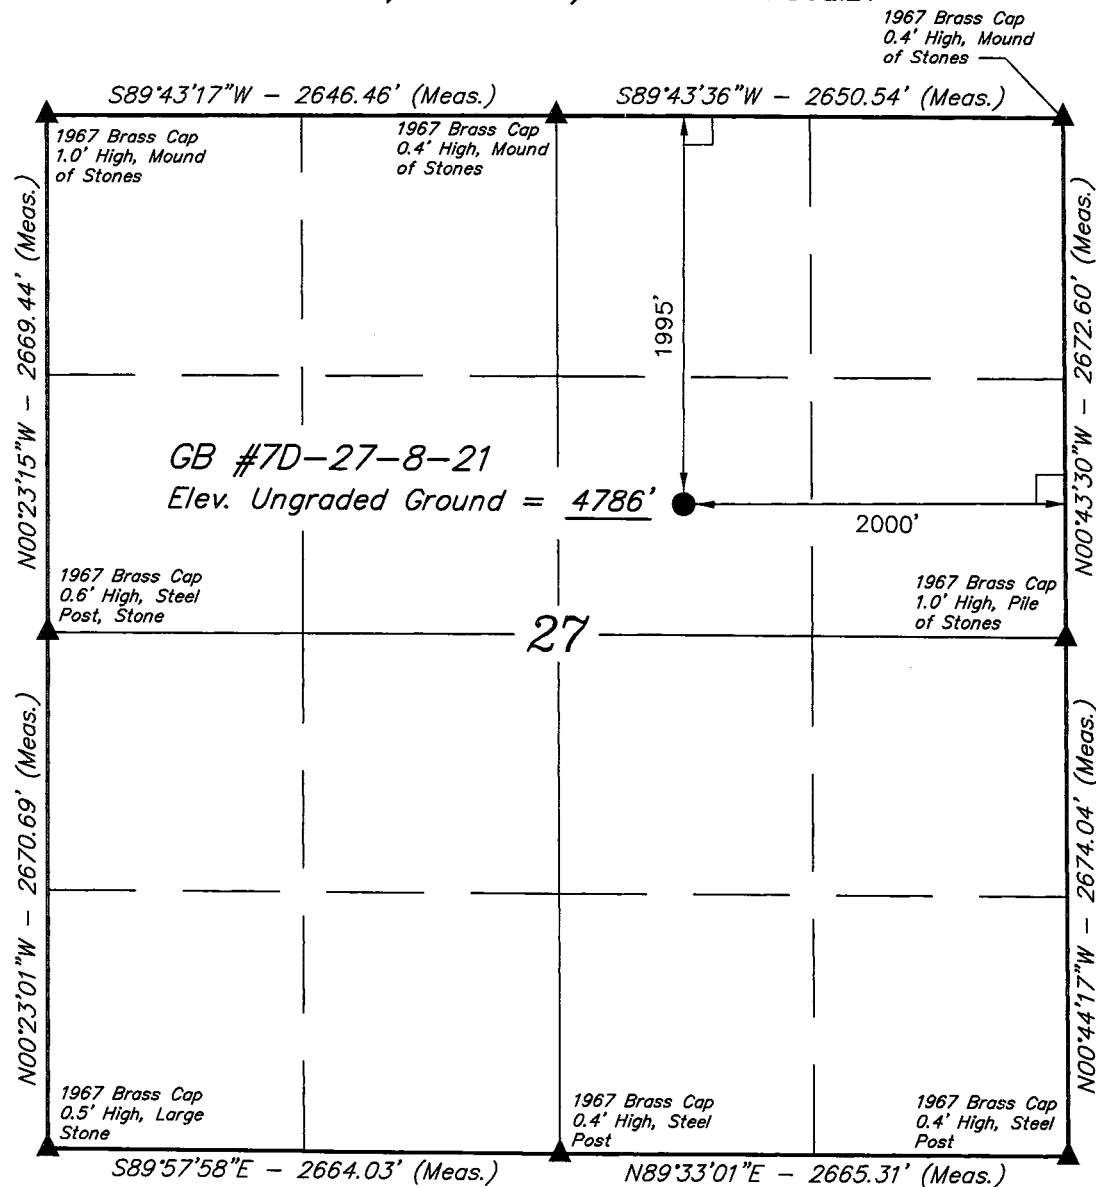 1967 Brass Cap
0.4' High, Mound
of Stones
S89°43'17"W - 2646.46' (Meas.)
S89°43'36"W - 2650.54' (Meas.)
1967 Brass Cap
1.0' High, Mound
of Stones
1967 Brass Cap
0.4' High, Mound
of Stones
N00°23'15"W - 2669.44' (Meas.)
1995'
N00°43'30"W - 2672.60' (Meas.)
GB #7D-27-8-21
Elev. Ungraded Ground = 4786'
2000'
1967 Brass Cap
0.6' High, Steel
Post, Stone
1967 Brass Cap
1.0' High, Pile
of Stones
27
N00°23'01"W - 2670.69' (Meas.)
N00°44'17"W - 2674.04' (Meas.)
1967 Brass Cap
0.5' High, Large
Stone
1967 Brass Cap
0.4' High, Steel
Post
1967 Brass Cap
0.4' High, Steel
Post
S89°57'58"E - 2664.03' (Meas.)
N89°33'01"E - 2665.31' (Meas.)